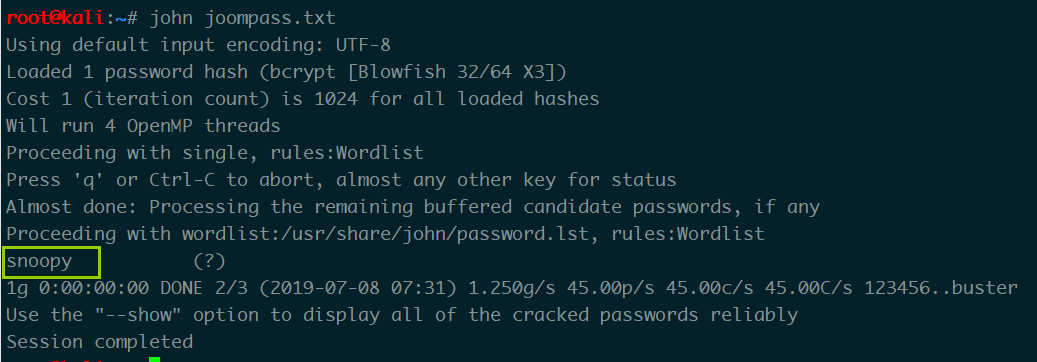 root@kali:~# john joompass.txt
Using default input encoding: UTF-8
Loaded 1 password hash (bcrypt [Blowfish 32/64 X3])
Cost 1 (iteration count) is 1024 for all loaded hashes
Will run 4 OpenMP threads
Proceeding with single, rules:Wordlist
Press 'q' or Ctrl-C to abort, almost any other key for status
Almost done: Processing the remaining buffered candidate passwords, if any
Proceeding with wordlist:/usr/share/john/password.lst, rules:Wordlist
snoopy           (?)
1g 0:00:00:00 DONE 2/3 (2019-07-08 07:31) 1.250g/s 45.00p/s 45.00c/s 45.00C/s 123456..buster
Use the "--show" option to display all of the cracked passwords reliably
Session completed